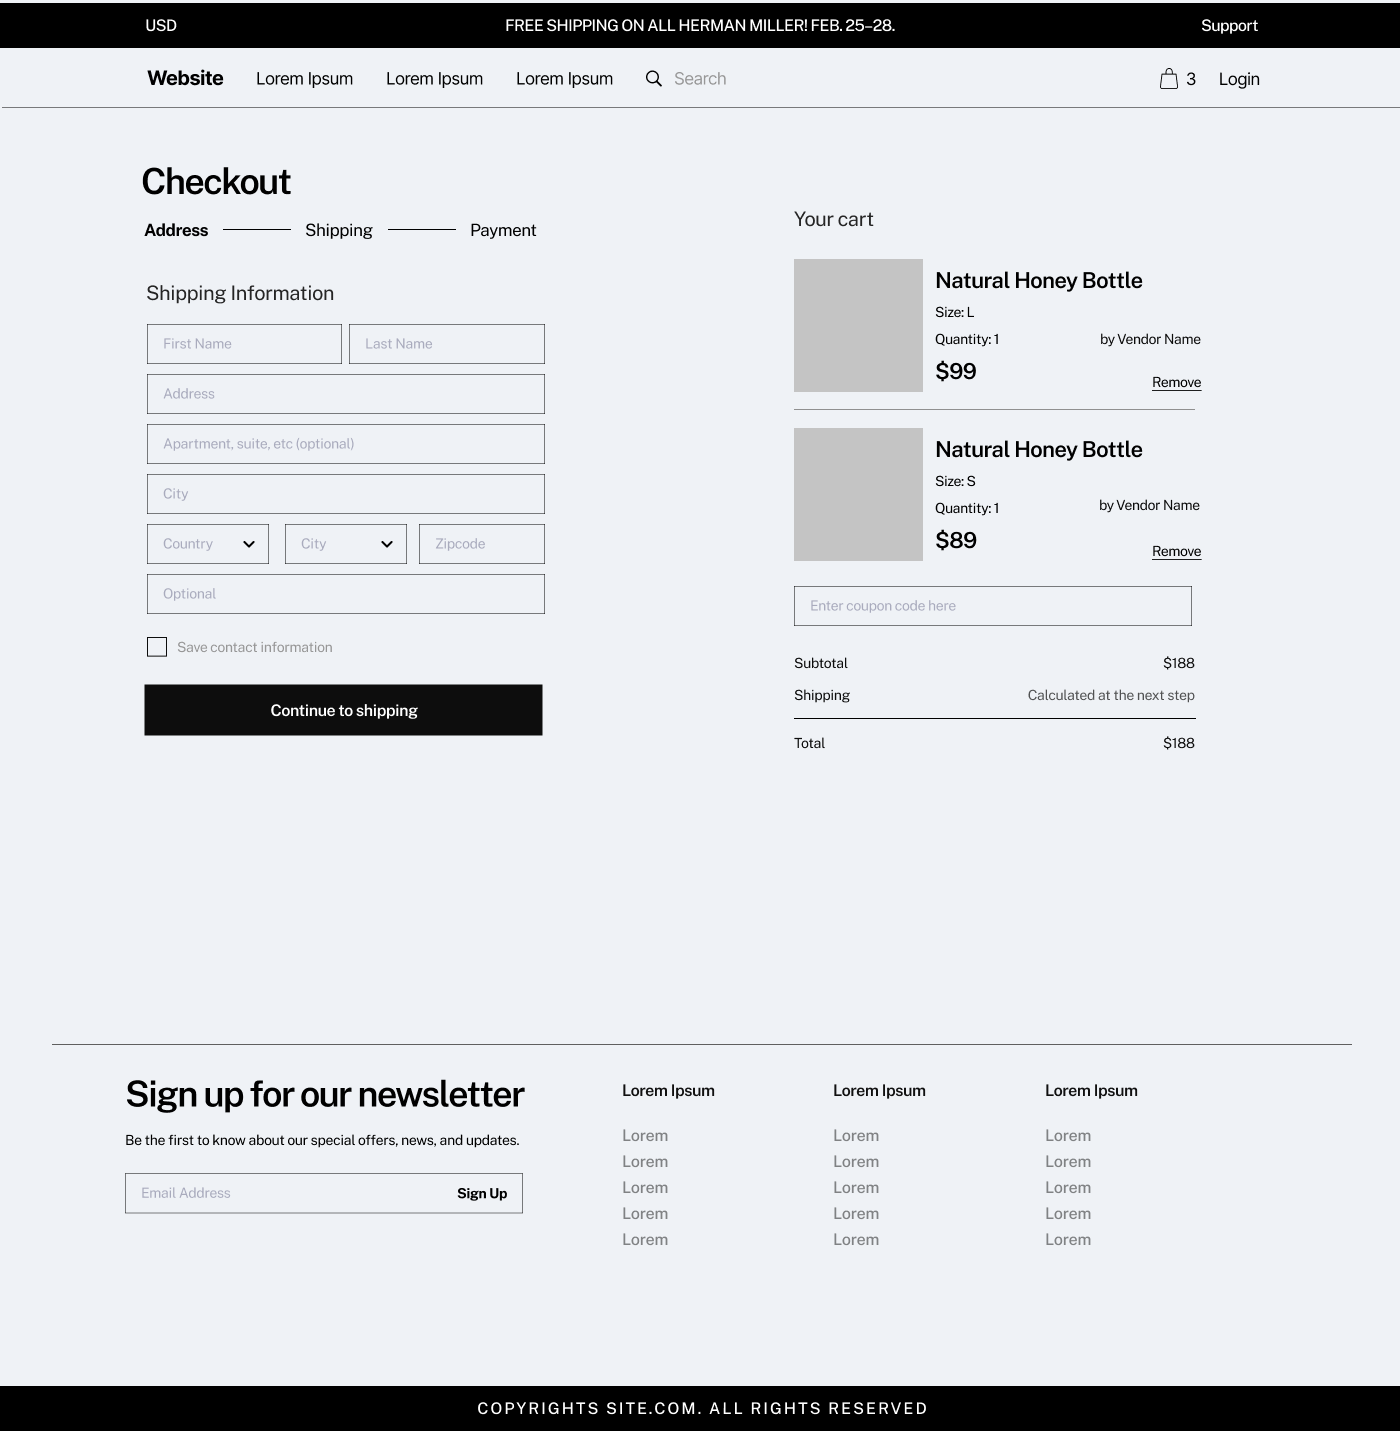 USD FREE SHIPPING ON ALL HERMAN MILLER! FEB. 25–28. Support
Website Lorem Ipsum Lorem Ipsum Lorem Ipsum Search 3 Login
Checkout
Address Shipping Payment
Shipping Information
First Name Last Name
Address
Apartment, suite, etc (optional)
City
Country City Zipcode
Optional
Save contact information
Continue to shipping
Your cart
Natural Honey Bottle
Size: L
Quantity: 1 by Vendor Name
$99
Remove
Natural Honey Bottle
Size: S
Quantity: 1 by Vendor Name
$89
Remove
Enter coupon code here
Subtotal $188
Shipping Calculated at the next step
Total $188
Sign up for our newsletter
Be the first to know about our special offers, news, and updates.
Email Address Sign Up
Lorem Ipsum
Lorem
Lorem
Lorem
Lorem
Lorem
Lorem Ipsum
Lorem
Lorem
Lorem
Lorem
Lorem
Lorem Ipsum
Lorem
Lorem
Lorem
Lorem
Lorem
COPYRIGHTS SITE.COM. ALL RIGHTS RESERVED